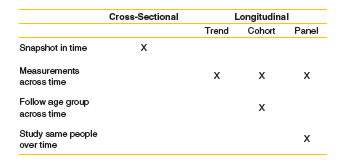 Cross-Sectional Longitudinal
Trend Cohort Panel
Snapshot in time X
Measurements
across time X X X
Follow age group
across time X
Study same people
over time X